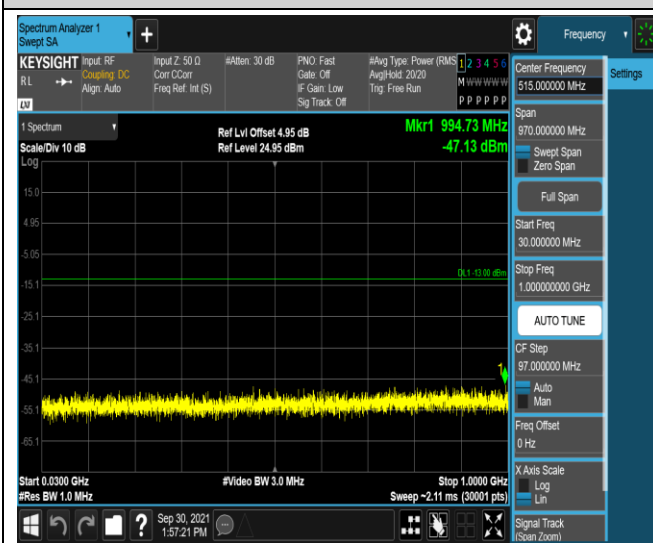 Spectrum Analyzer 1
Swept SA
+
Frequency
KEYSIGHT
RL
LXI
Input: RF
Coupling: DC
Align: Auto
Input Z: 50 Ω
Corr CCorr
Freq Ref: Int (S)
#Atten: 30 dB
PNO: Fast
Gate: Off
IF Gain: Low
Sig Track: Off
#Avg Type: Power (RMS
Avg|Hold: 20/20
Trig: Free Run
1 2 3 4 5 6
M W W W W W
P P P P P P
1 Spectrum
Scale/Div 10 dB
Ref Lvl Offset 4.95 dB
Ref Level 24.95 dBm
Mkr1 994.73 MHz
-47.13 dBm
Log
15.0
4.95
-5.05
DL1 -13.00 dBm
-15.1
-25.1
-35.1
1
-45.1
-55.1
-65.1
Start 0.0300 GHz
#Res BW 1.0 MHz
#Video BW 3.0 MHz
Stop 1.0000 GHz
Sweep ~2.11 ms (30001 pts)
?
Sep 30, 2021
1:57:21 PM
Center Frequency
515.000000 MHz
Settings
Span
970.000000 MHz
Swept Span
Zero Span
Full Span
Start Freq
30.000000 MHz
Stop Freq
1.000000000 GHz
AUTO TUNE
CF Step
97.000000 MHz
Auto
Man
Freq Offset
0 Hz
X Axis Scale
Log
Lin
Signal Track
(Span Zoom)